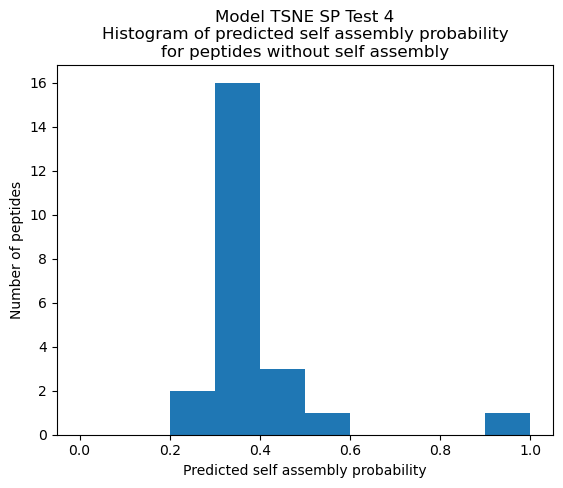 Model TSNE SP Test 4
Histogram of predicted self assembly probability
for peptides without self assembly
16
14
12
10
8
6
4
2
0
Number of peptides
0.0 0.2 0.4 0.6 0.8 1.0
Predicted self assembly probability